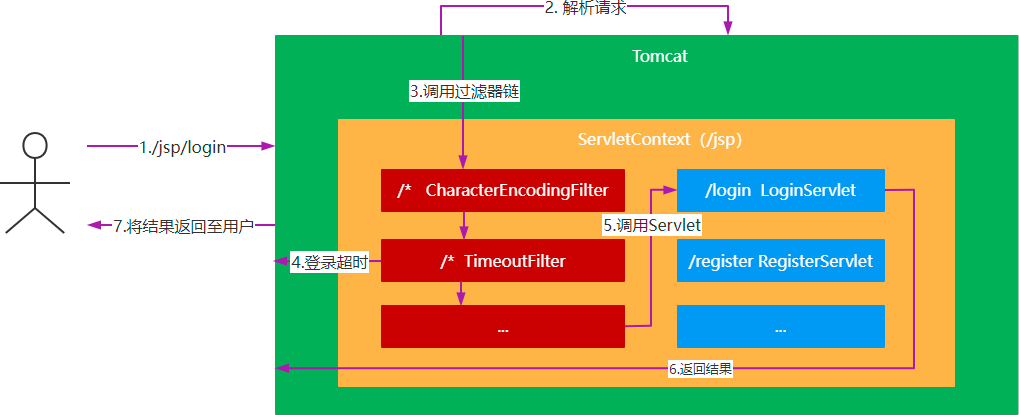 2. 解析请求
Tomcat
3.调用过滤器链
ServletContext（/jsp）
1./jsp/login
/* CharacterEncodingFilter
/login LoginServlet
5.调用Servlet
7.将结果返回至用户
4.登录超时
/* TimeoutFilter
/register RegisterServlet
...
...
6.返回结果